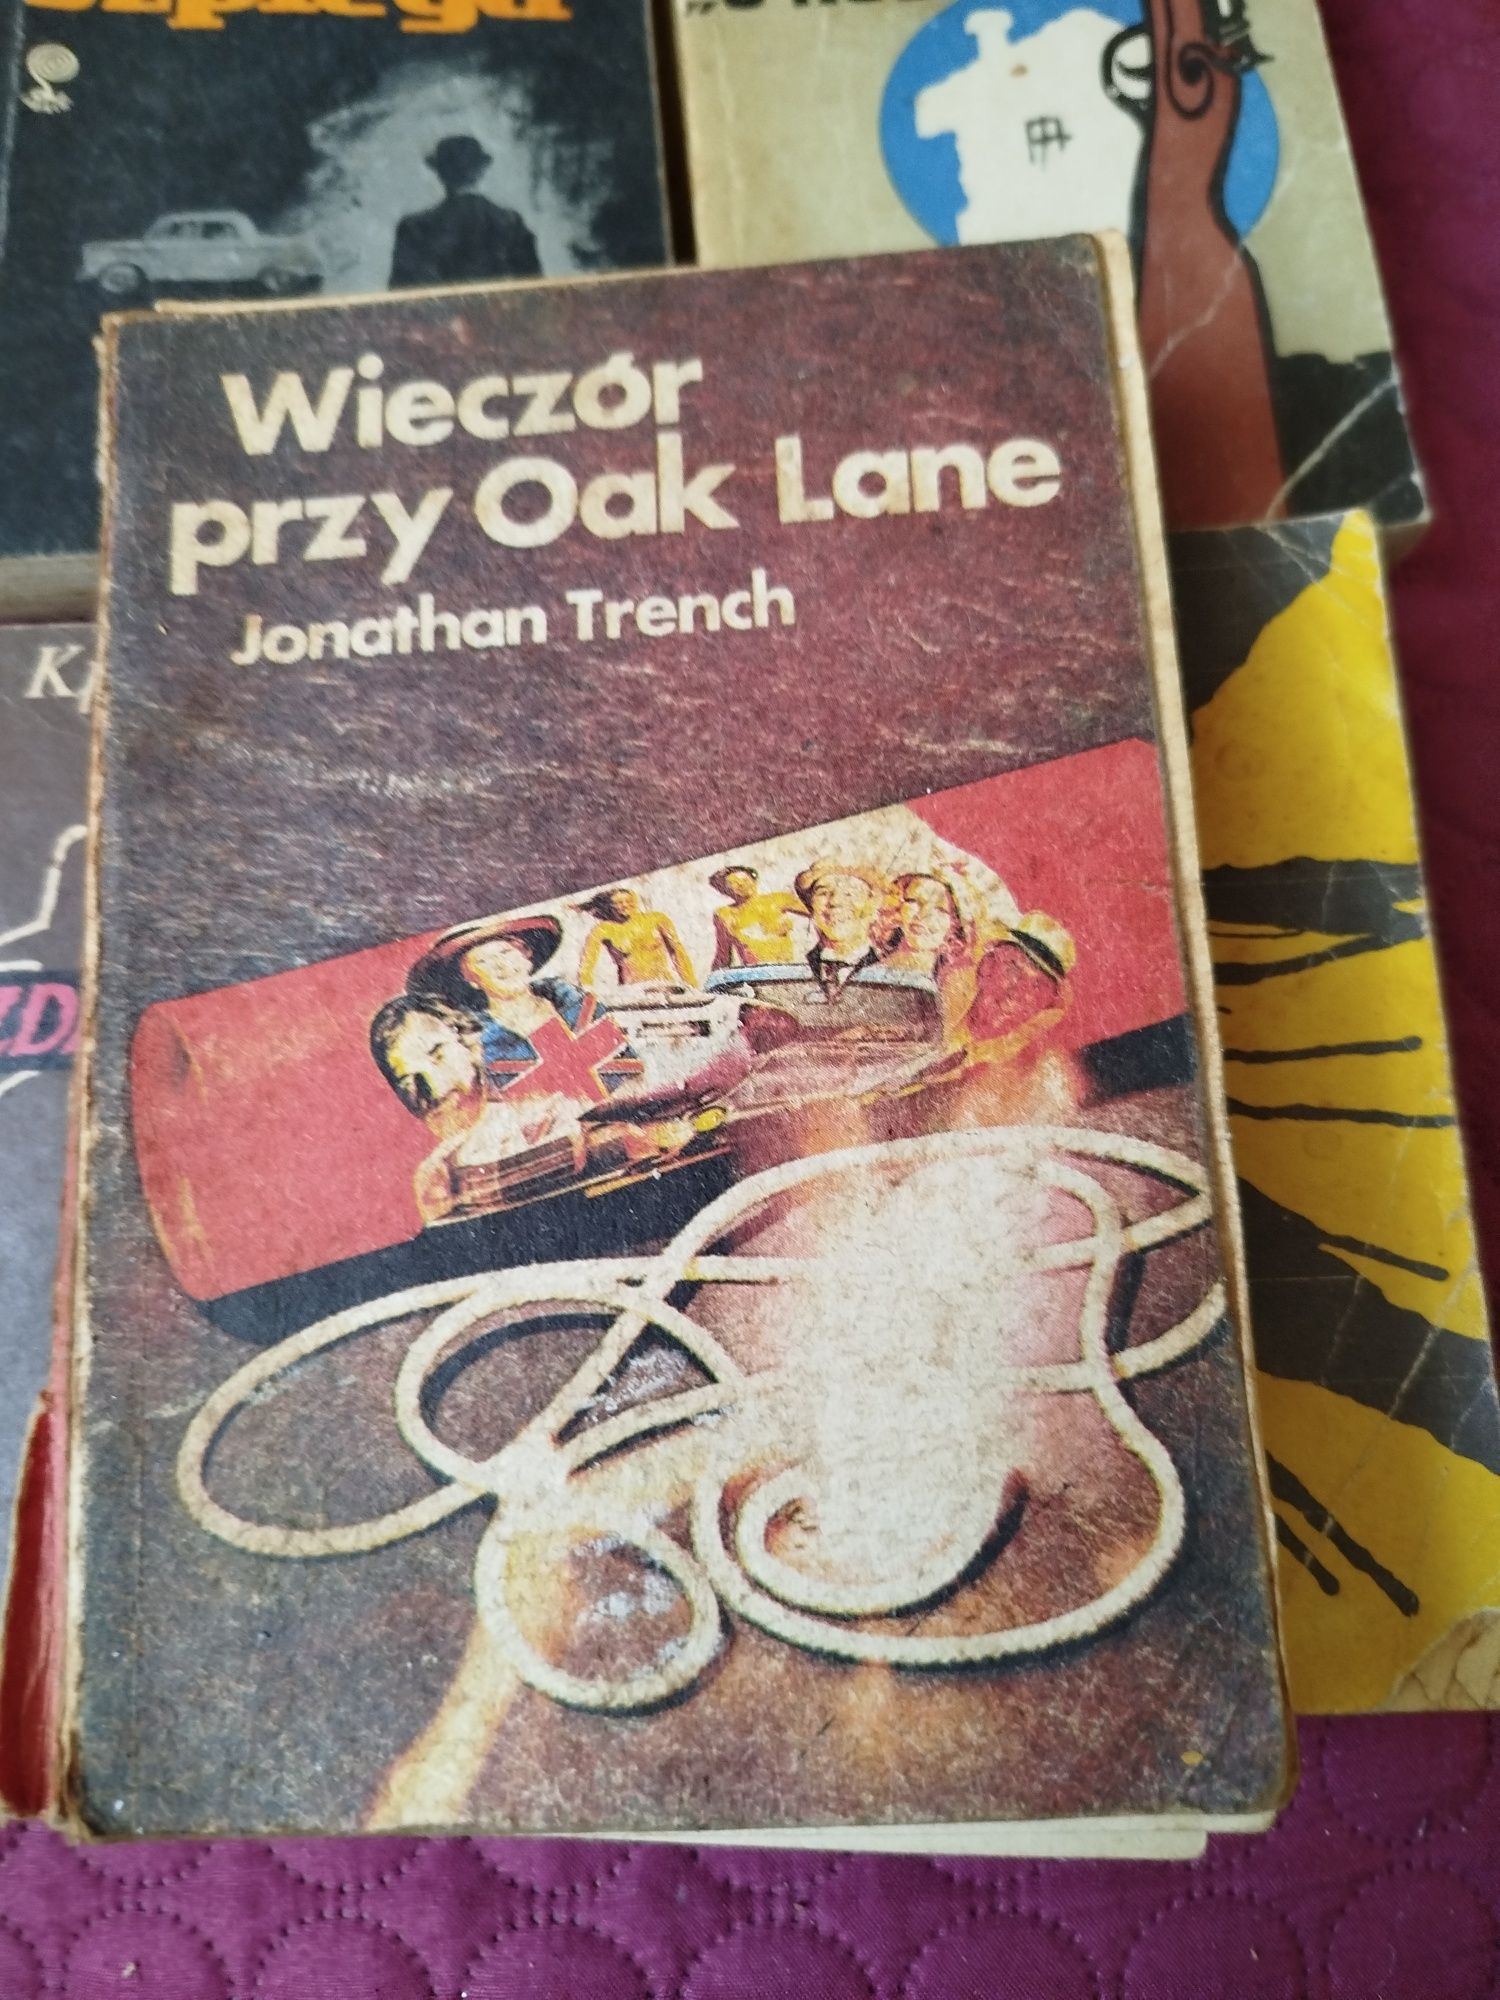 Wieczór
przy Oak Lane
Jonathan Trench